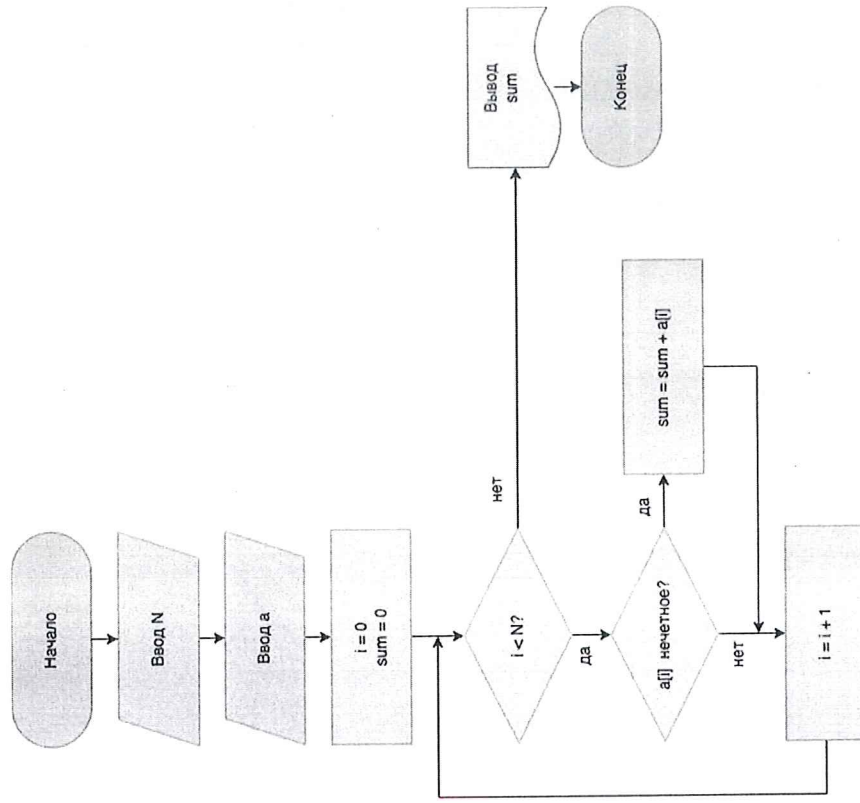 Начало
Ввод N
Ввод a
i = 0
sum = 0
i < N?
нет
да
a[i] нечетное?
да
нет
sum = sum + a[i]
i = i + 1
Вывод
sum
Конец